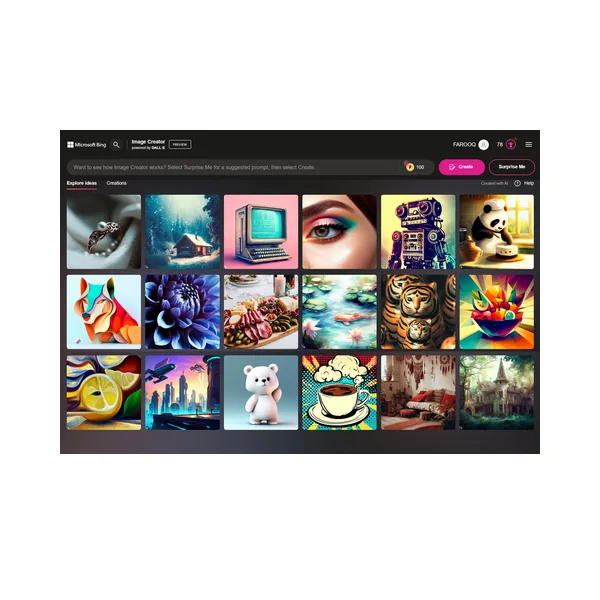 Microsoft Bing
Image Creator
powered by DALL·E
PREVIEW
FAROOQ
78
Want to see how Image Creator works? Select Surprise Me for a suggested prompt, then select Create.
100
Create
Surprise Me
Explore ideas
Creations
Created with AI
Help